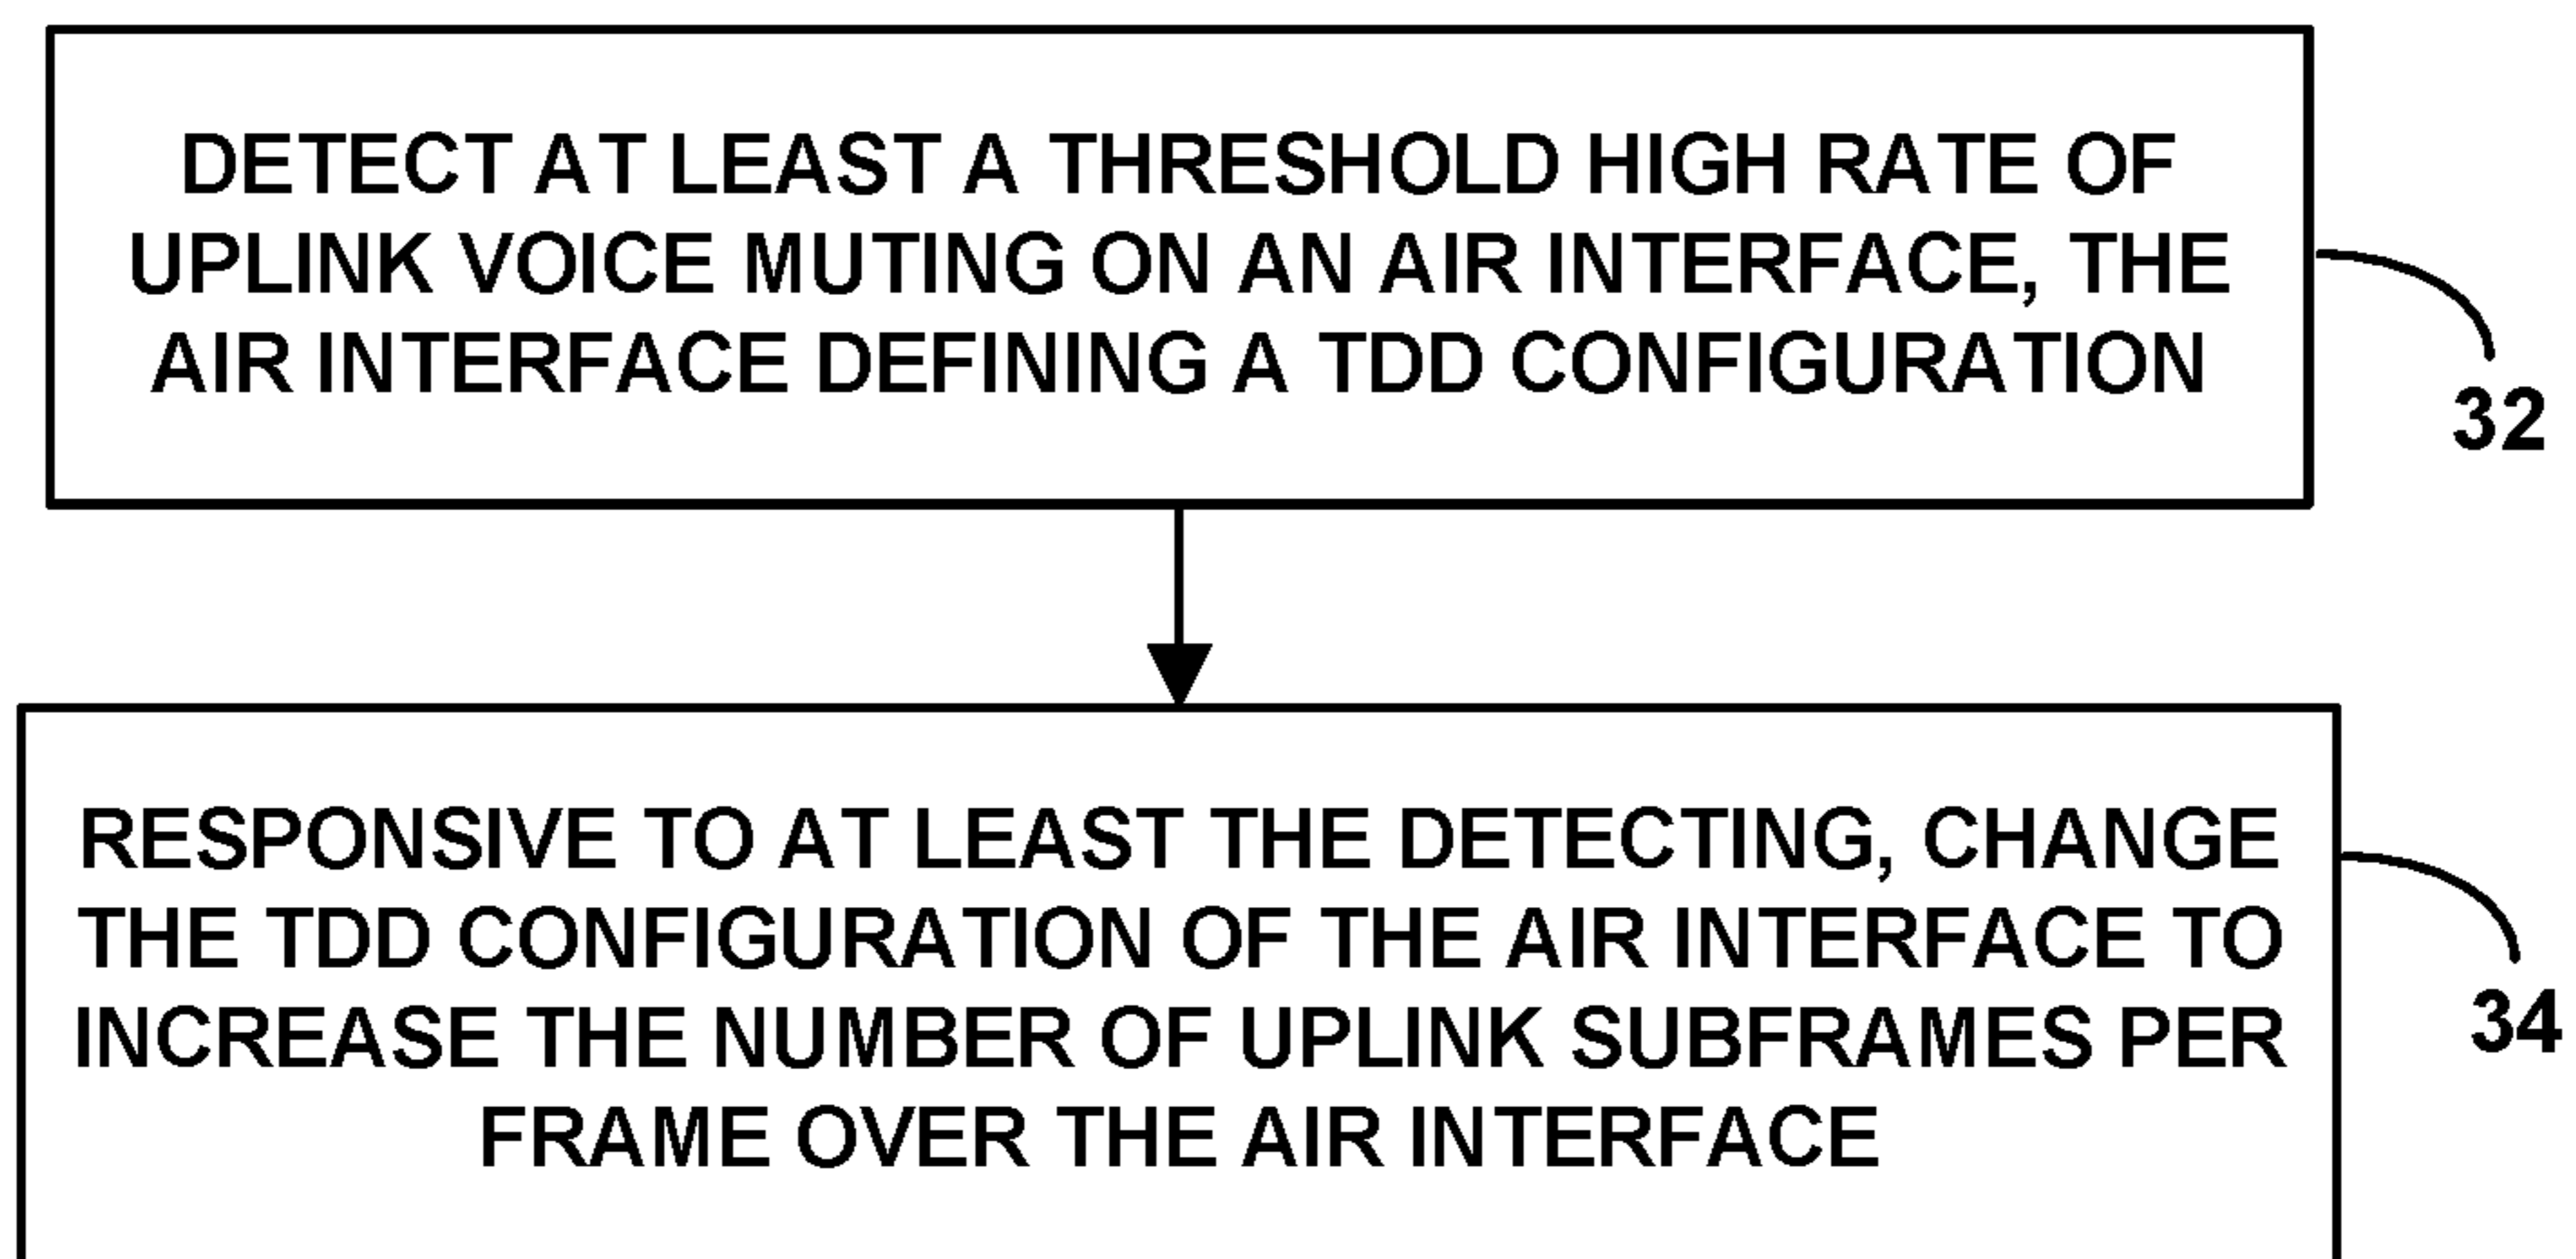 DETECT AT LEAST A THRESHOLD HIGH RATE OF
UPLINK VOICE MUTING ON AN AIR INTERFACE, THE
AIR INTERFACE DEFINING A TDD CONFIGURATION
32
RESPONSIVE TO AT LEAST THE DETECTING, CHANGE
THE TDD CONFIGURATION OF THE AIR INTERFACE TO
INCREASE THE NUMBER OF UPLINK SUBFRAMES PER
FRAME OVER THE AIR INTERFACE
34